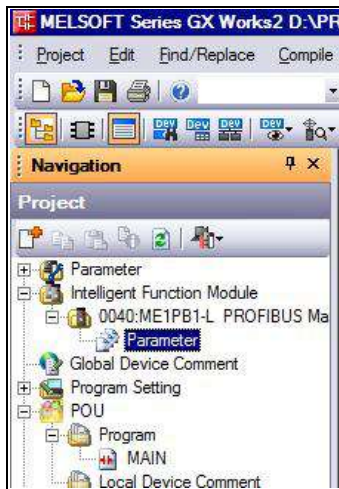 MELSOFT Series GX Works2 D:\PR
Project Edit Find/Replace Compile
Navigation
Project
Parameter
Intelligent Function Module
0040:ME1PB1-L PROFIBUS Ma
Parameter
Global Device Comment
Program Setting
POU
Program
MAIN
Local Device Comment